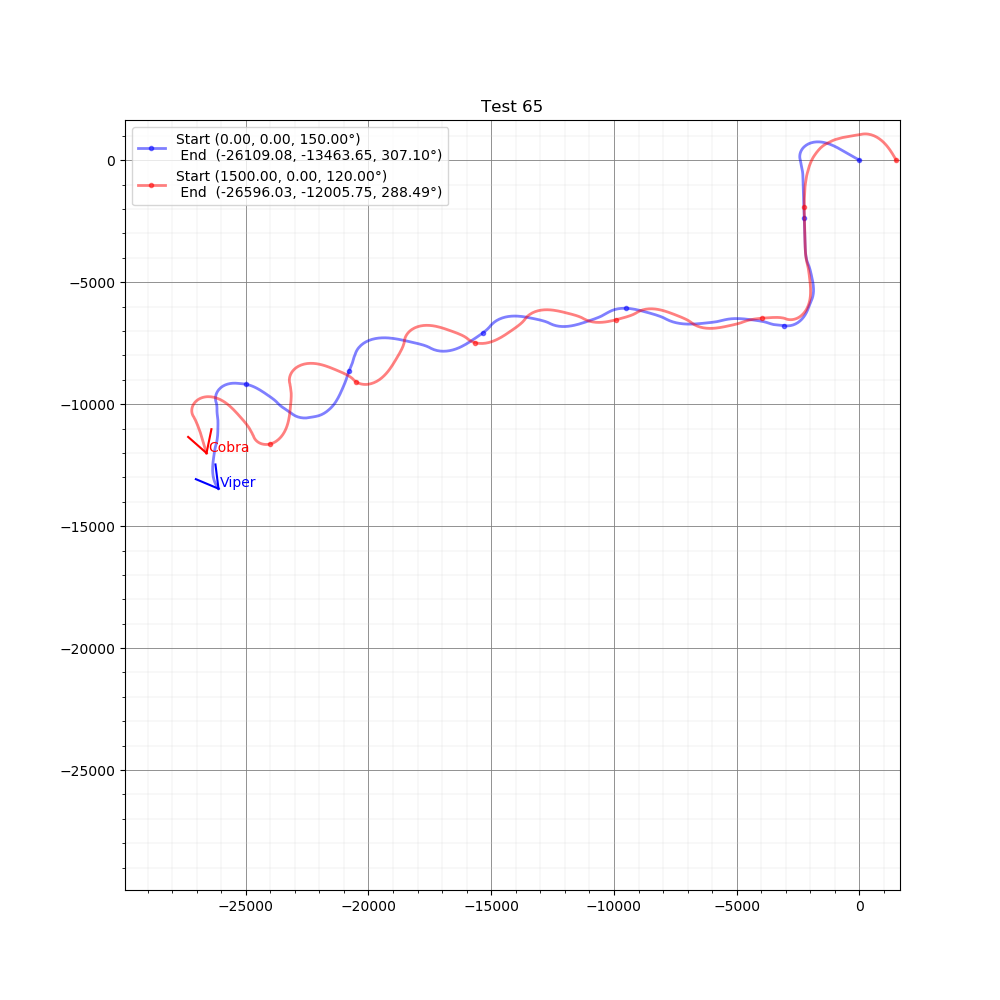 Test 65
Start (0.00, 0.00, 150.00°)
End (-26109.08, -13463.65, 307.10°)
Start (1500.00, 0.00, 120.00°)
End (-26596.03, -12005.75, 288.49°)
0
−5000
−10000
Cobra
Viper
−15000
−20000
−25000
−25000 −20000 −15000 −10000 −5000 0